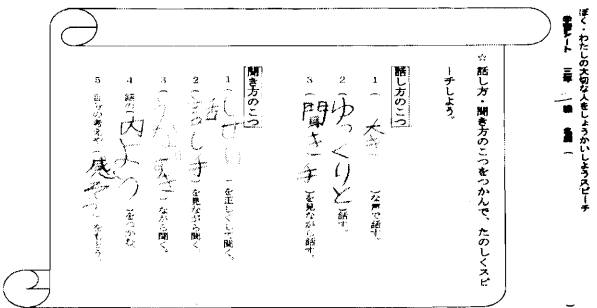 ぼく・わたしの大切な人をしょうかいしようスピーチ
学習シート 三年 組 名前( )
☆ 話し方・聞き方のこつをつかんで、たのしくスピーチしよう。
話し方のこつ
1 ( 大き )な声で話す。
2 (ゆっくりと)話す。
3 (聞き手)を見ながら話す。
聞き方のこつ
1 (しせい)を正しくして聞く。
2 (話し手)を見ながら聞く。
3 ( )ながら聞く。
4 話の(内よう)をつかむ。
5 自分の考えや(感そう)をもとう。